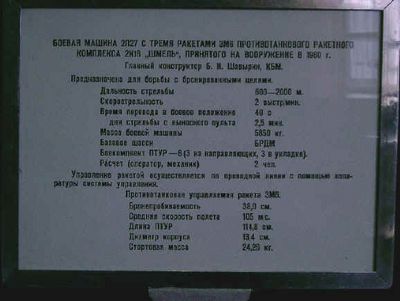 БОЕВАЯ МАШИНА 2П27 С ТРЕМЯ РАКЕТАМИ 3М6 ПРОТИВОТАНКОВОГО РАКЕТНОГО
КОМПЛЕКСА 2К16 „ШМЕЛЬ", ПРИНЯТОГО НА ВООРУЖЕНИЕ В 1960 г.
Главный конструктор Б. И. Шавырин, КБМ.
Предназначено для борьбы с бронированными целями.
Дальность стрельбы 600—2000 м.
Скорострельность 2 выстр.мин.
Время перевода в боевое положение 40 с
для стрельбы с выносного пульта 2,5 мин.
Масса боевой машины 5850 кг.
Базовое шасси БРДМ
Боекомплект ПТУР—6(3 на направляющих, 3 в укладке).
Расчет (оператор, механик) 2 чел.
Управление ракетой осуществляется по проводной линии с помощью аппа-
ратуры системы управления.
Противотанковая управляемая ракета 3М6.
Бронепробиваемость 38,0 см.
Средняя скорость полета 105 мс.
Длина ПТУР 114,8 см.
Диаметр корпуса 13,4 см.
Стартовая масса 24,25 кг.